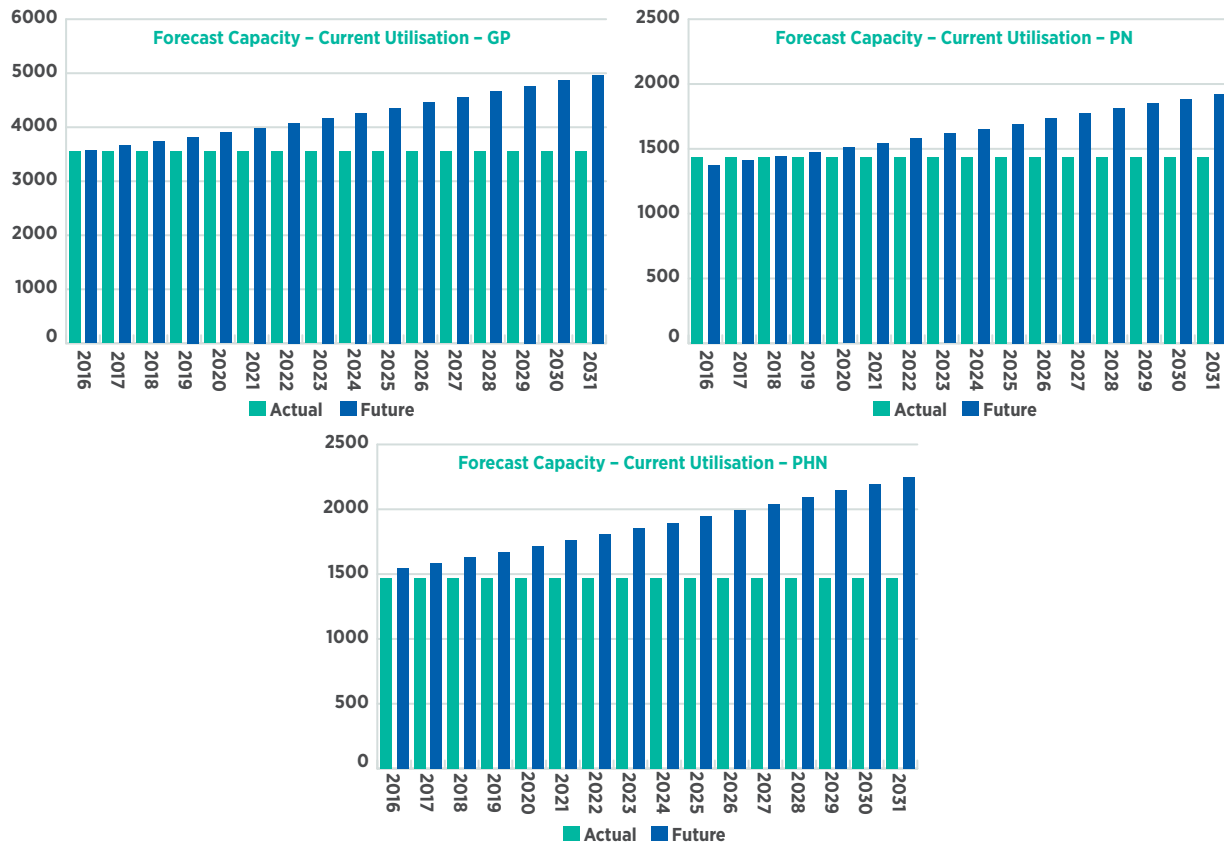 Forecast Capacity – Current Utilisation – GP
6000
5000
4000
3000
2000
1000
0
2016 2017 2018 2019 2020 2021 2022 2023 2024 2025 2026 2027 2028 2029 2030 2031
Actual Future
Forecast Capacity – Current Utilisation – PN
2500
2000
1500
1000
500
0
2016 2017 2018 2019 2020 2021 2022 2023 2024 2025 2026 2027 2028 2029 2030 2031
Actual Future
Forecast Capacity – Current Utilisation – PHN
2500
2000
1500
1000
500
0
2016 2017 2018 2019 2020 2021 2022 2023 2024 2025 2026 2027 2028 2029 2030 2031
Actual Future